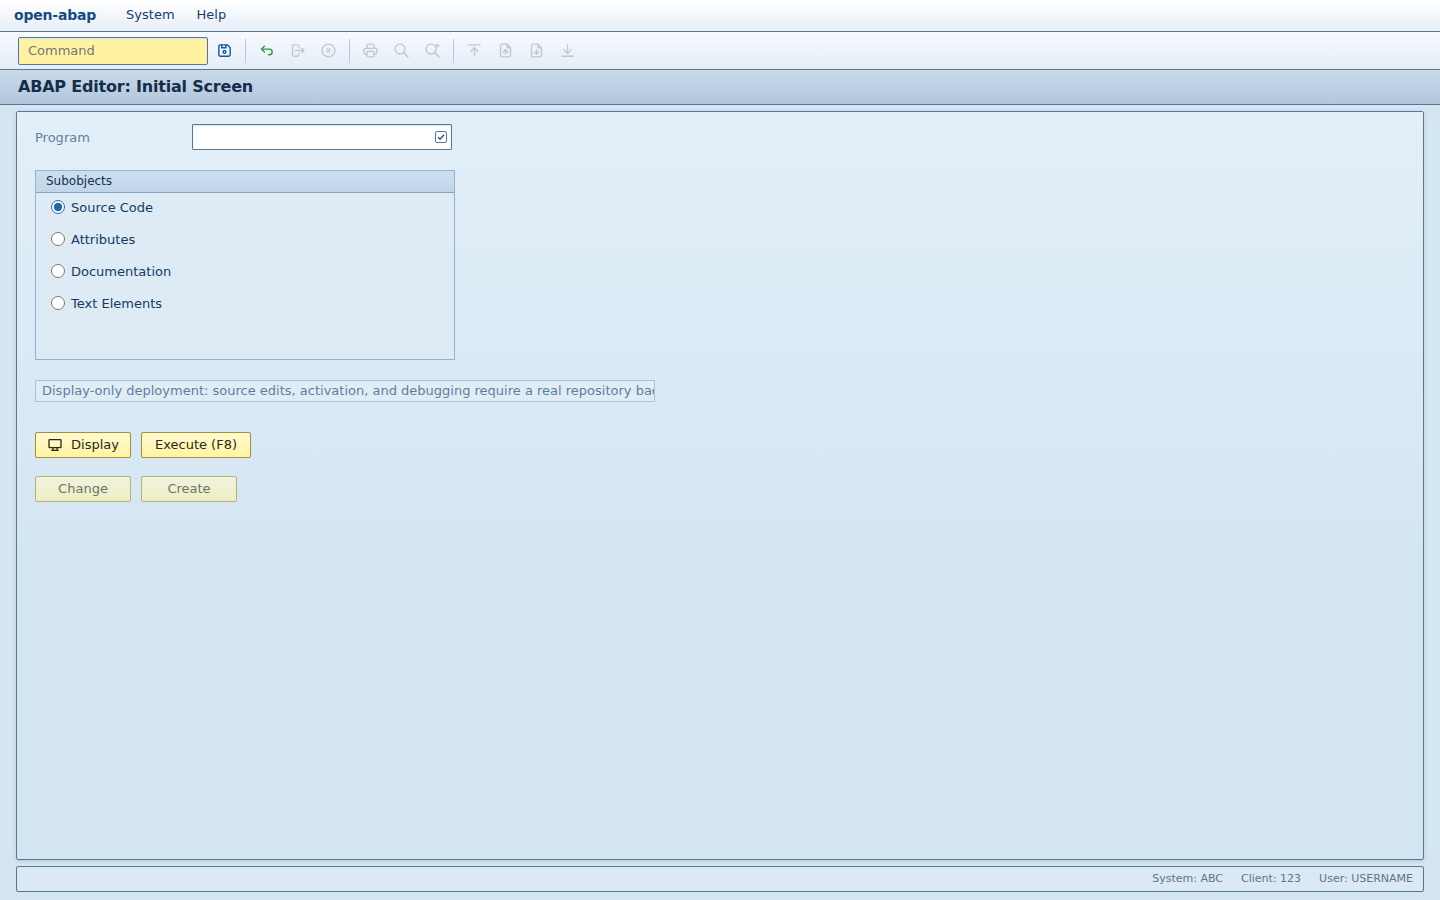 open-abap System Help
Command
ABAP Editor: Initial Screen
Program
Subobjects
Source Code
Attributes
Documentation
Text Elements
Display-only deployment: source edits, activation, and debugging require a real repository
Display Execute (F8)
Change Create
System: ABC Client: 123 User: USERNAME